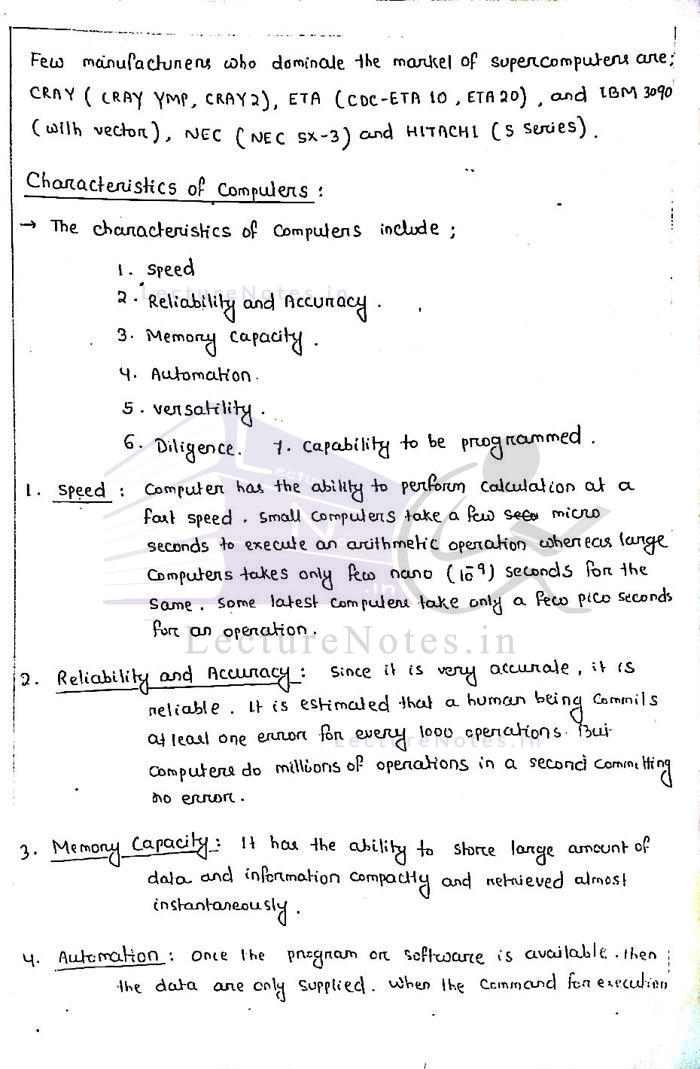 Few manufacturers who dominate the market of supercomputers are;
CRAY ( CRAY YMP, CRAY2), ETA (CDC-ETA 10, ETA 20), and IBM 3090
(with vector), NEC (NEC SX-3) and HITACHI (S Series).
Characteristics of Computers :
→ The characteristics of Computers include ;
1. Speed
2. Reliability and Accuracy.
3. Memory Capacity.
4. Automation.
5. versatility.
6. Diligence. 7. Capability to be programmed.
1. Speed : Computer has the ability to perform calculation at a
fast speed. Small Computers take a few micro
seconds to execute an arithmetic operation whereas large
Computers takes only few nano (10⁻⁹) seconds for the
Same. Some latest Computers take only a few pico seconds
for an operation.
LectureNotes.in
2. Reliability and Accuracy : Since it is very accurate, it is
reliable. It is estimated that a human being Commits
at least one error for every 1000 operations. But
LectureNotes.in
Computers do millions of operations in a second committing
no error.
3. Memory Capacity : It has the ability to store large amount of
data and information compactly and retrieved almost
instantaneously.
4. Automation : Once the program or Software is available. then
the data are only Supplied. When the Command for execution